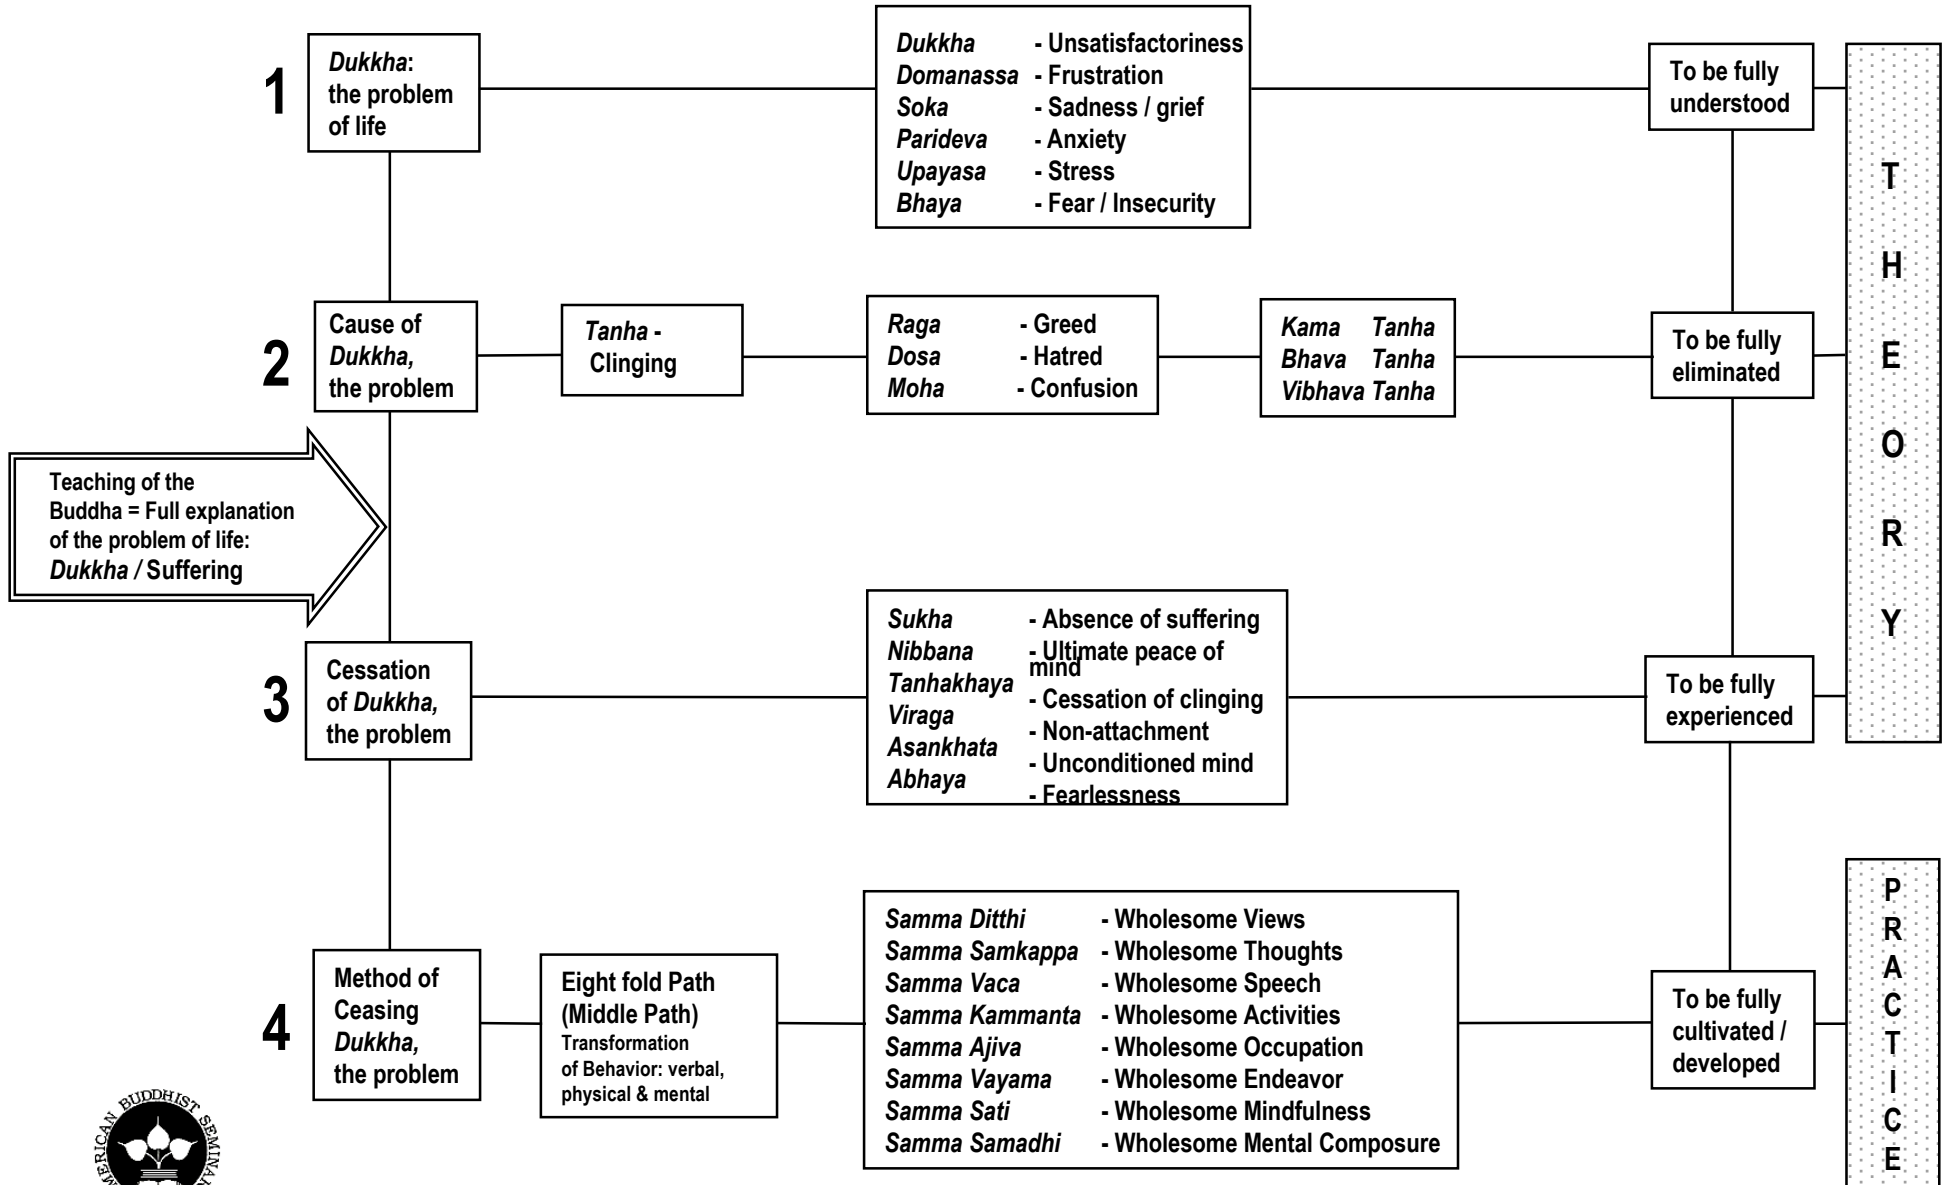 1
Dukkha:
the problem
of life
Dukkha - Unsatisfactoriness
Domanassa - Frustration
Soka - Sadness / grief
Parideva - Anxiety
Upayasa - Stress
Bhaya - Fear / Insecurity
To be fully
understood
2
Cause of
Dukkha,
the problem
Tanha -
Clinging
Raga - Greed
Dosa - Hatred
Moha - Confusion
Kama Tanha
Bhava Tanha
Vibhava Tanha
To be fully
eliminated
Teaching of the
Buddha = Full explanation
of the problem of life:
Dukkha / Suffering
3
Cessation
of Dukkha,
the problem
Sukha
Nibbana
Tanhakhaya
Viraga
Asankhata
Abhaya
- Absence of suffering
- Ultimate peace of
mind
- Cessation of clinging
- Non-attachment
- Unconditioned mind
- Fearlessness
To be fully
experienced
T
H
E
O
R
Y
4
Method of
Ceasing
Dukkha,
the problem
Eight fold Path
(Middle Path)
Transformation
of Behavior: verbal,
physical & mental
Samma Ditthi - Wholesome Views
Samma Samkappa - Wholesome Thoughts
Samma Vaca - Wholesome Speech
Samma Kammanta - Wholesome Activities
Samma Ajiva - Wholesome Occupation
Samma Vayama - Wholesome Endeavor
Samma Sati - Wholesome Mindfulness
Samma Samadhi - Wholesome Mental Composure
To be fully
cultivated /
developed
P
R
A
C
T
I
C
E
BUDDHIST